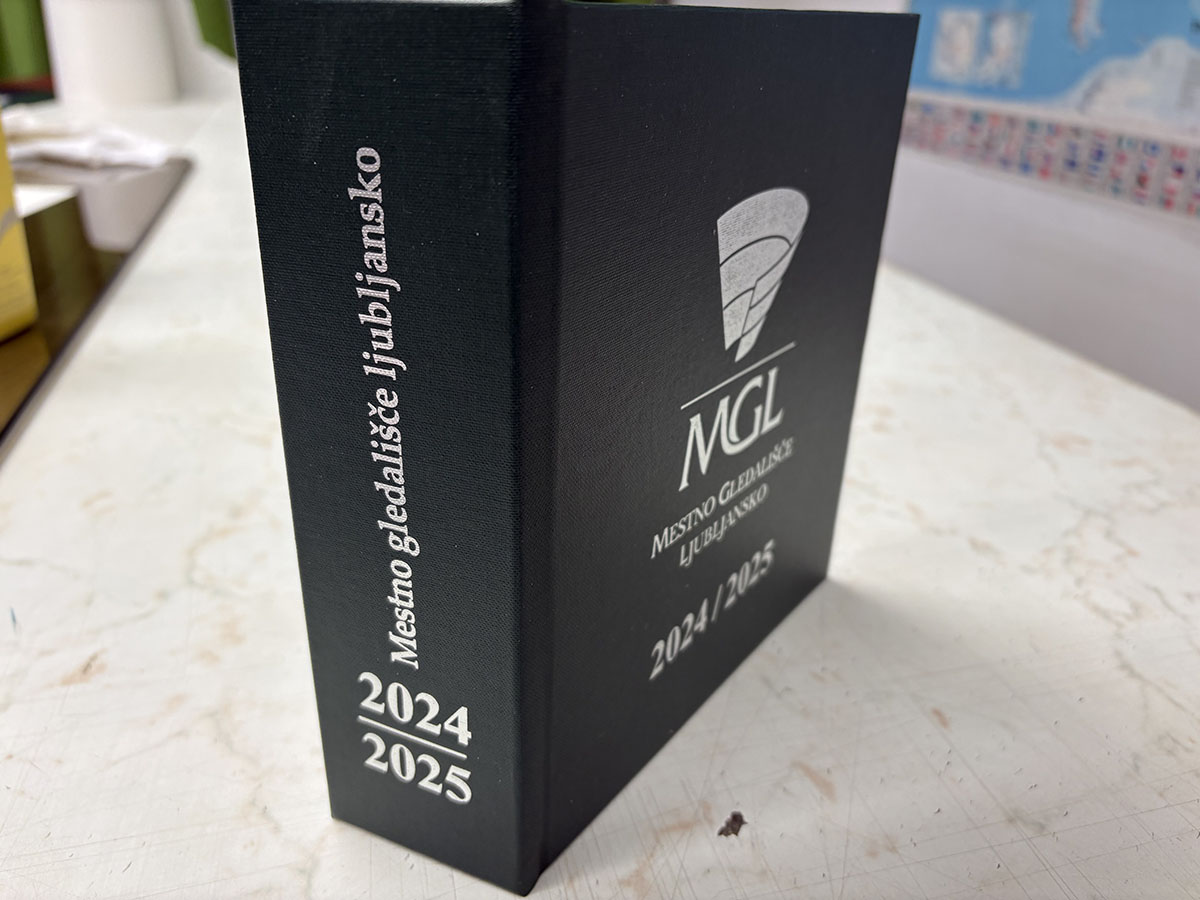 Mestno gledališče ljubljansko
2024
2025
MGL
MESTNO GLEDALIŠČE
LJUBLJANSKO
2024 / 2025